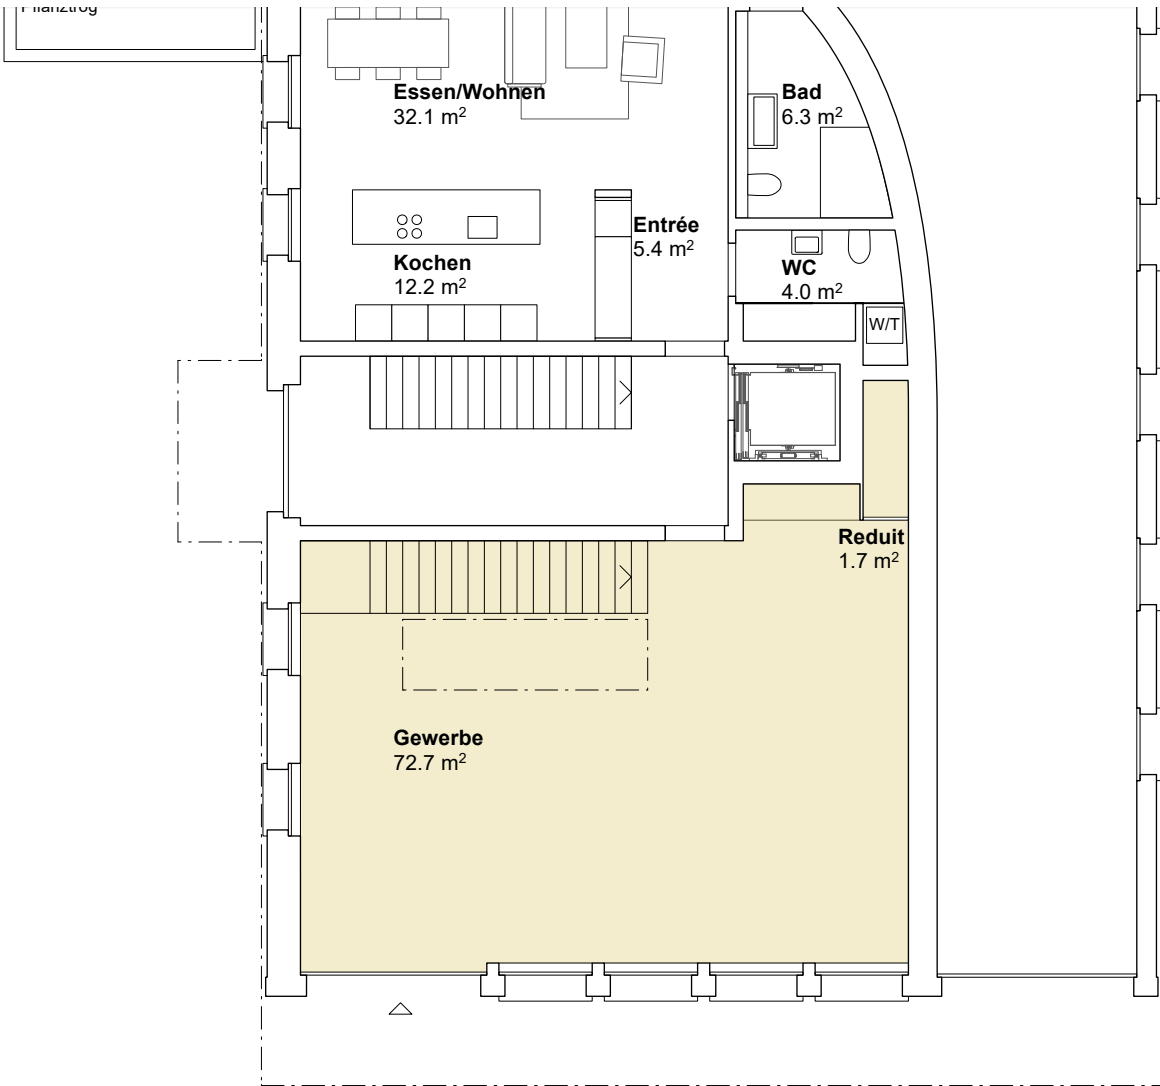 Pflanztrog
Essen/Wohnen
32.1 m²
Bad
6.3 m²
Entrée
5.4 m²
Kochen
12.2 m²
WC
4.0 m²
W/T
Reduit
1.7 m²
Gewerbe
72.7 m²